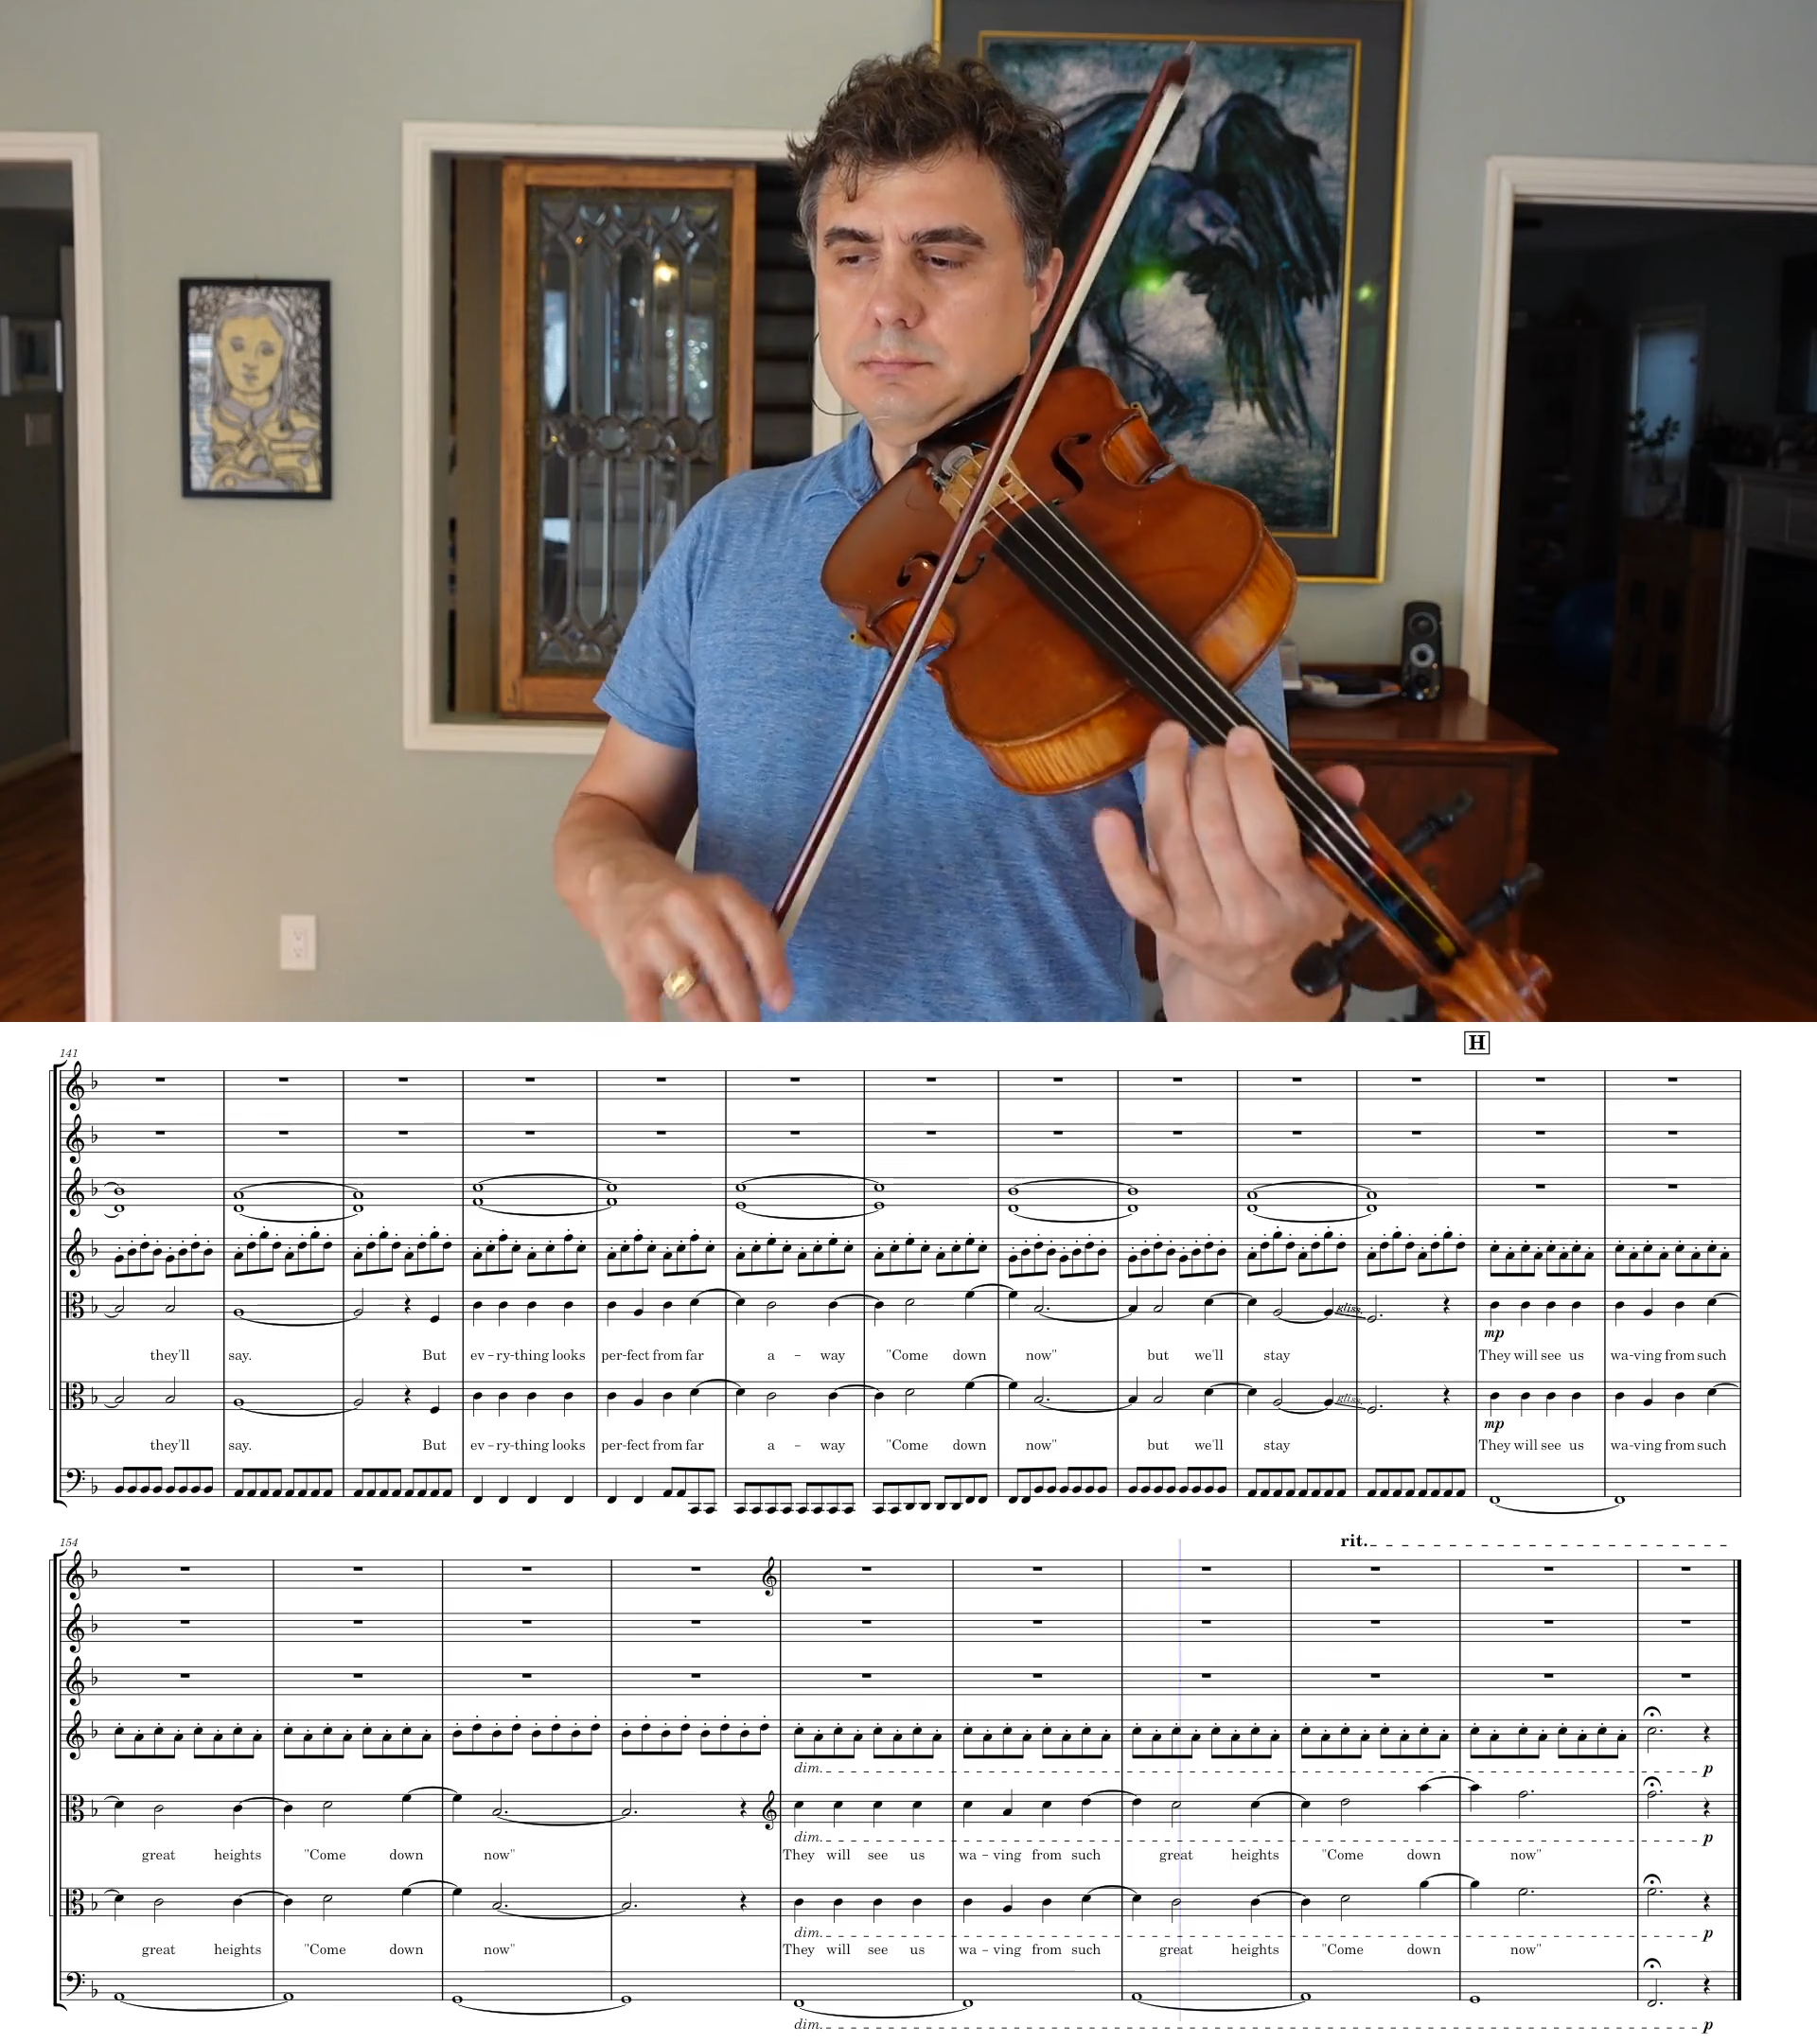 H
141
gliss.
they'll say. But ev - ry-thing looks per-fect from far a - way "Come down now" but we'll stay They will see us wa-ving from such
mp
gliss.
they'll say. But ev - ry-thing looks per-fect from far a - way "Come down now" but we'll stay They will see us wa-ving from such
mp
rit.
154
dim. p
dim. p
great heights "Come down now" They will see us wa - ving from such great heights "Come down now"
dim. p
great heights "Come down now" They will see us wa - ving from such great heights "Come down now"
dim. p